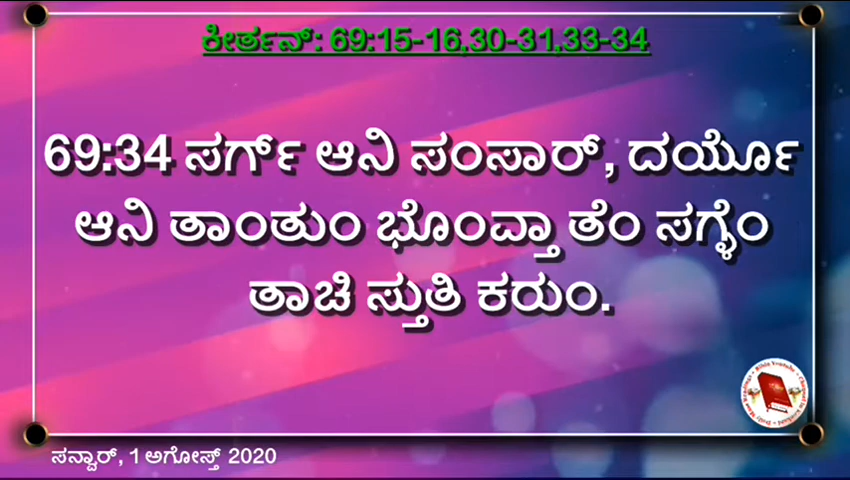 ಕೀರ್ತನ್: 69:15-16,30-31,33-34
69:34 ಸರ್ಗ್ ಆನಿ ಸಂಸಾರ್, ದರ್ಯೊ
ಆನಿ ತಾಂತುಂ ಭೊಂವ್ತಾ ತೆಂ ಸಗ್ಳೆಂ
ತಾಚಿ ಸ್ತುತಿ ಕರುಂ.
ಸನ್ವಾರ್, 1 ಅಗೋಸ್ತ್ 2020